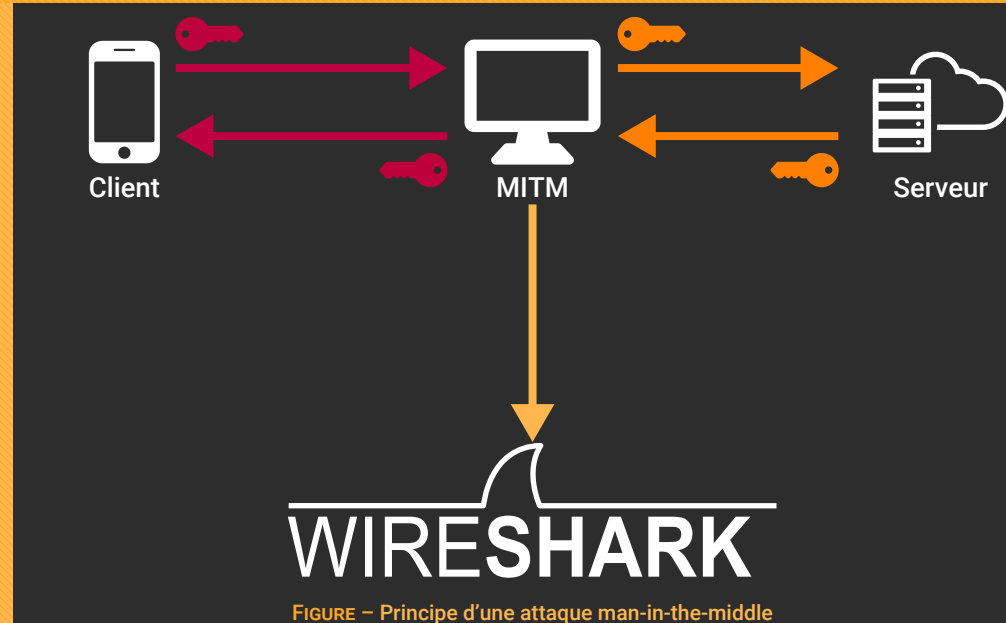 Client
MITM
Serveur
WIRESHARK
FIGURE – Principe d'une attaque man-in-the-middle